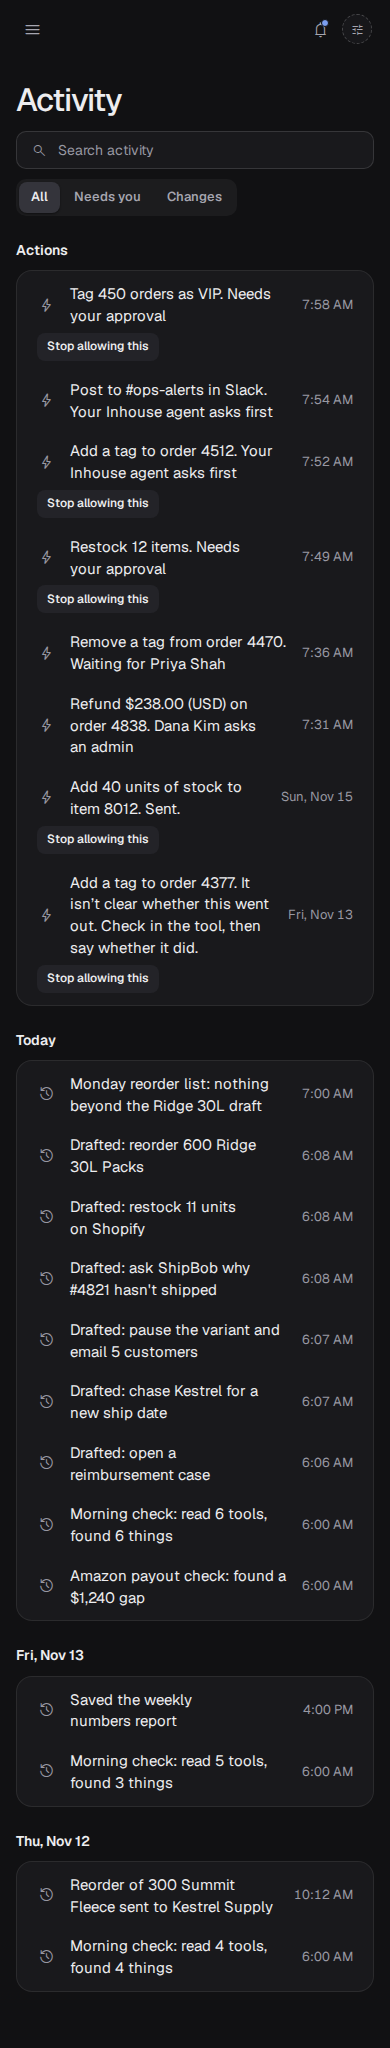 Activity
Search activity
All
Needs you
Changes
Actions
Tag 450 orders as VIP. Needs
your approval
7:58 AM
Stop allowing this
Post to #ops-alerts in Slack.
Your Inhouse agent asks first
7:54 AM
Add a tag to order 4512. Your
Inhouse agent asks first
7:52 AM
Stop allowing this
Restock 12 items. Needs
your approval
7:49 AM
Stop allowing this
Remove a tag from order 4470.
Waiting for Priya Shah
7:36 AM
Refund $238.00 (USD) on
order 4838. Dana Kim asks
an admin
7:31 AM
Add 40 units of stock to
item 8012. Sent.
Sun, Nov 15
Stop allowing this
Add a tag to order 4377. It
isn’t clear whether this went
out. Check in the tool, then
say whether it did.
Fri, Nov 13
Stop allowing this
Today
Monday reorder list: nothing
beyond the Ridge 30L draft
7:00 AM
Drafted: reorder 600 Ridge
30L Packs
6:08 AM
Drafted: restock 11 units
on Shopify
6:08 AM
Drafted: ask ShipBob why
#4821 hasn't shipped
6:08 AM
Drafted: pause the variant and
email 5 customers
6:07 AM
Drafted: chase Kestrel for a
new ship date
6:07 AM
Drafted: open a
reimbursement case
6:06 AM
Morning check: read 6 tools,
found 6 things
6:00 AM
Amazon payout check: found a
$1,240 gap
6:00 AM
Fri, Nov 13
Saved the weekly
numbers report
4:00 PM
Morning check: read 5 tools,
found 3 things
6:00 AM
Thu, Nov 12
Reorder of 300 Summit
Fleece sent to Kestrel Supply
10:12 AM
Morning check: read 4 tools,
found 4 things
6:00 AM